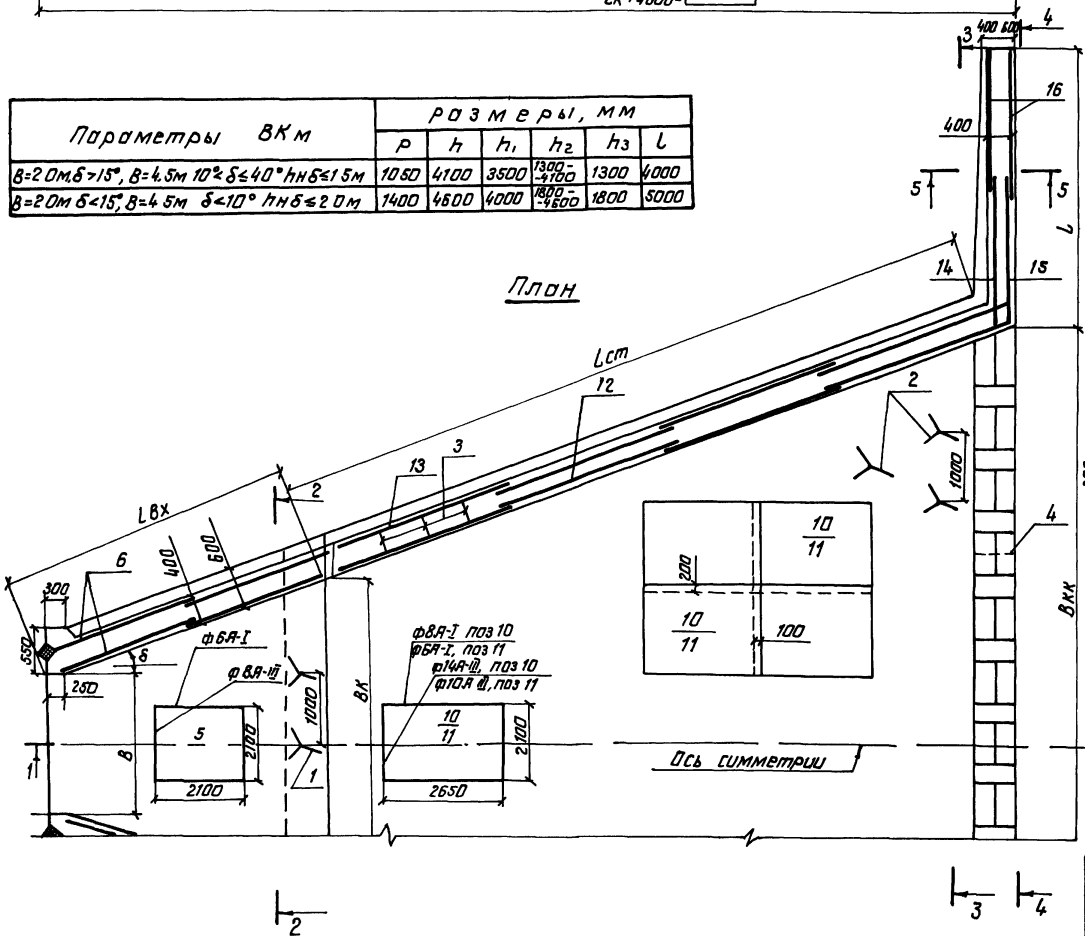 400 600
4
3
Параметры ВКм
Размеры, мм
P h h₁ h₂ h₃ l
В=2.0м, δ>15°, В=4.5м 10°<δ≤40° hнб≤1.5м 1050 4100 3500 1300-4100 1300 4000
В=2.0м δ<15°, В=4.5м δ<10° hнб≤2.0м 1400 4600 4000 1800-4600 1800 5000
16
400
5
5
l
План
14
15
Lст
12
2
3
13
1000
2
Lвх
4
10
11
200
600
400
6
300
Вкк
10
11
100
550
ф6А-I
ф8А-I поз 10
ф6А-I, поз 11
ф14А-III, поз 10
ф10А III, поз 11
δ
ф8А-III
250
Вк
1000
5
2100
10
11
2100
В
1
1
Ось симметрии
2100
2650
2
3
4